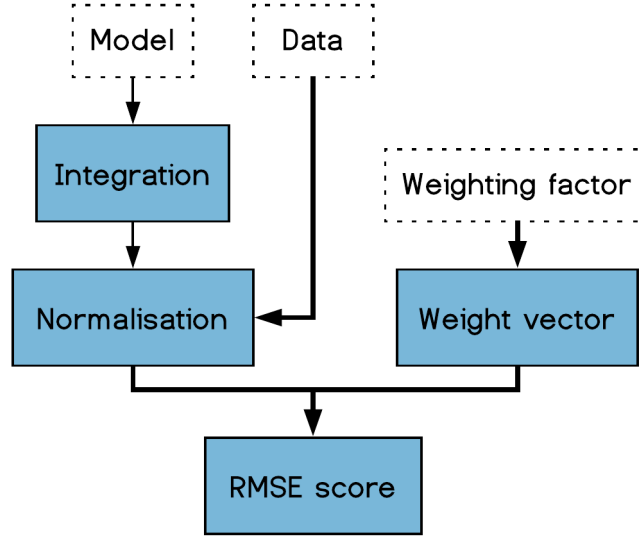 Model
Data
Integration
Weighting factor
Normalisation
Weight vector
RMSE score